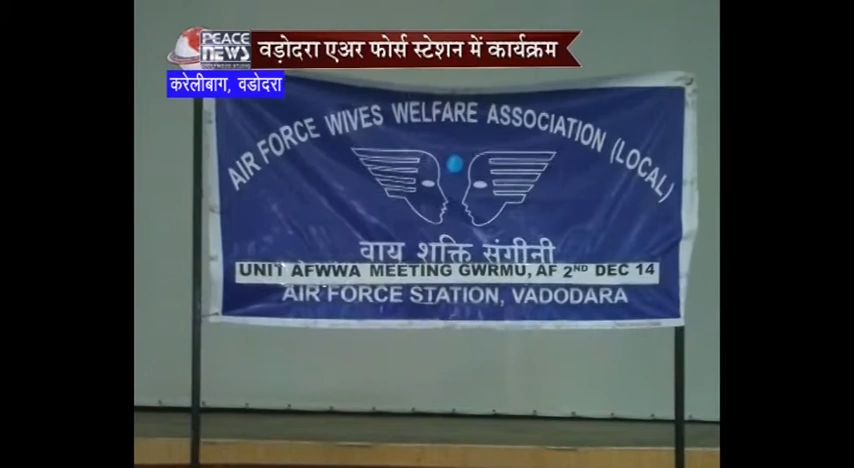 PEACE
NEWS
वड़ोदरा एअर फोर्स स्टेशन में कार्यक्रम
करेलीबाग, वडोदरा
AIR FORCE WIVES WELFARE ASSOCIATION (LOCAL)
वाय शक्ति संगीनी
UNIT AFWWA MEETING GWRMU, AF 2ND DEC 14
AIR FORCE STATION, VADODARA